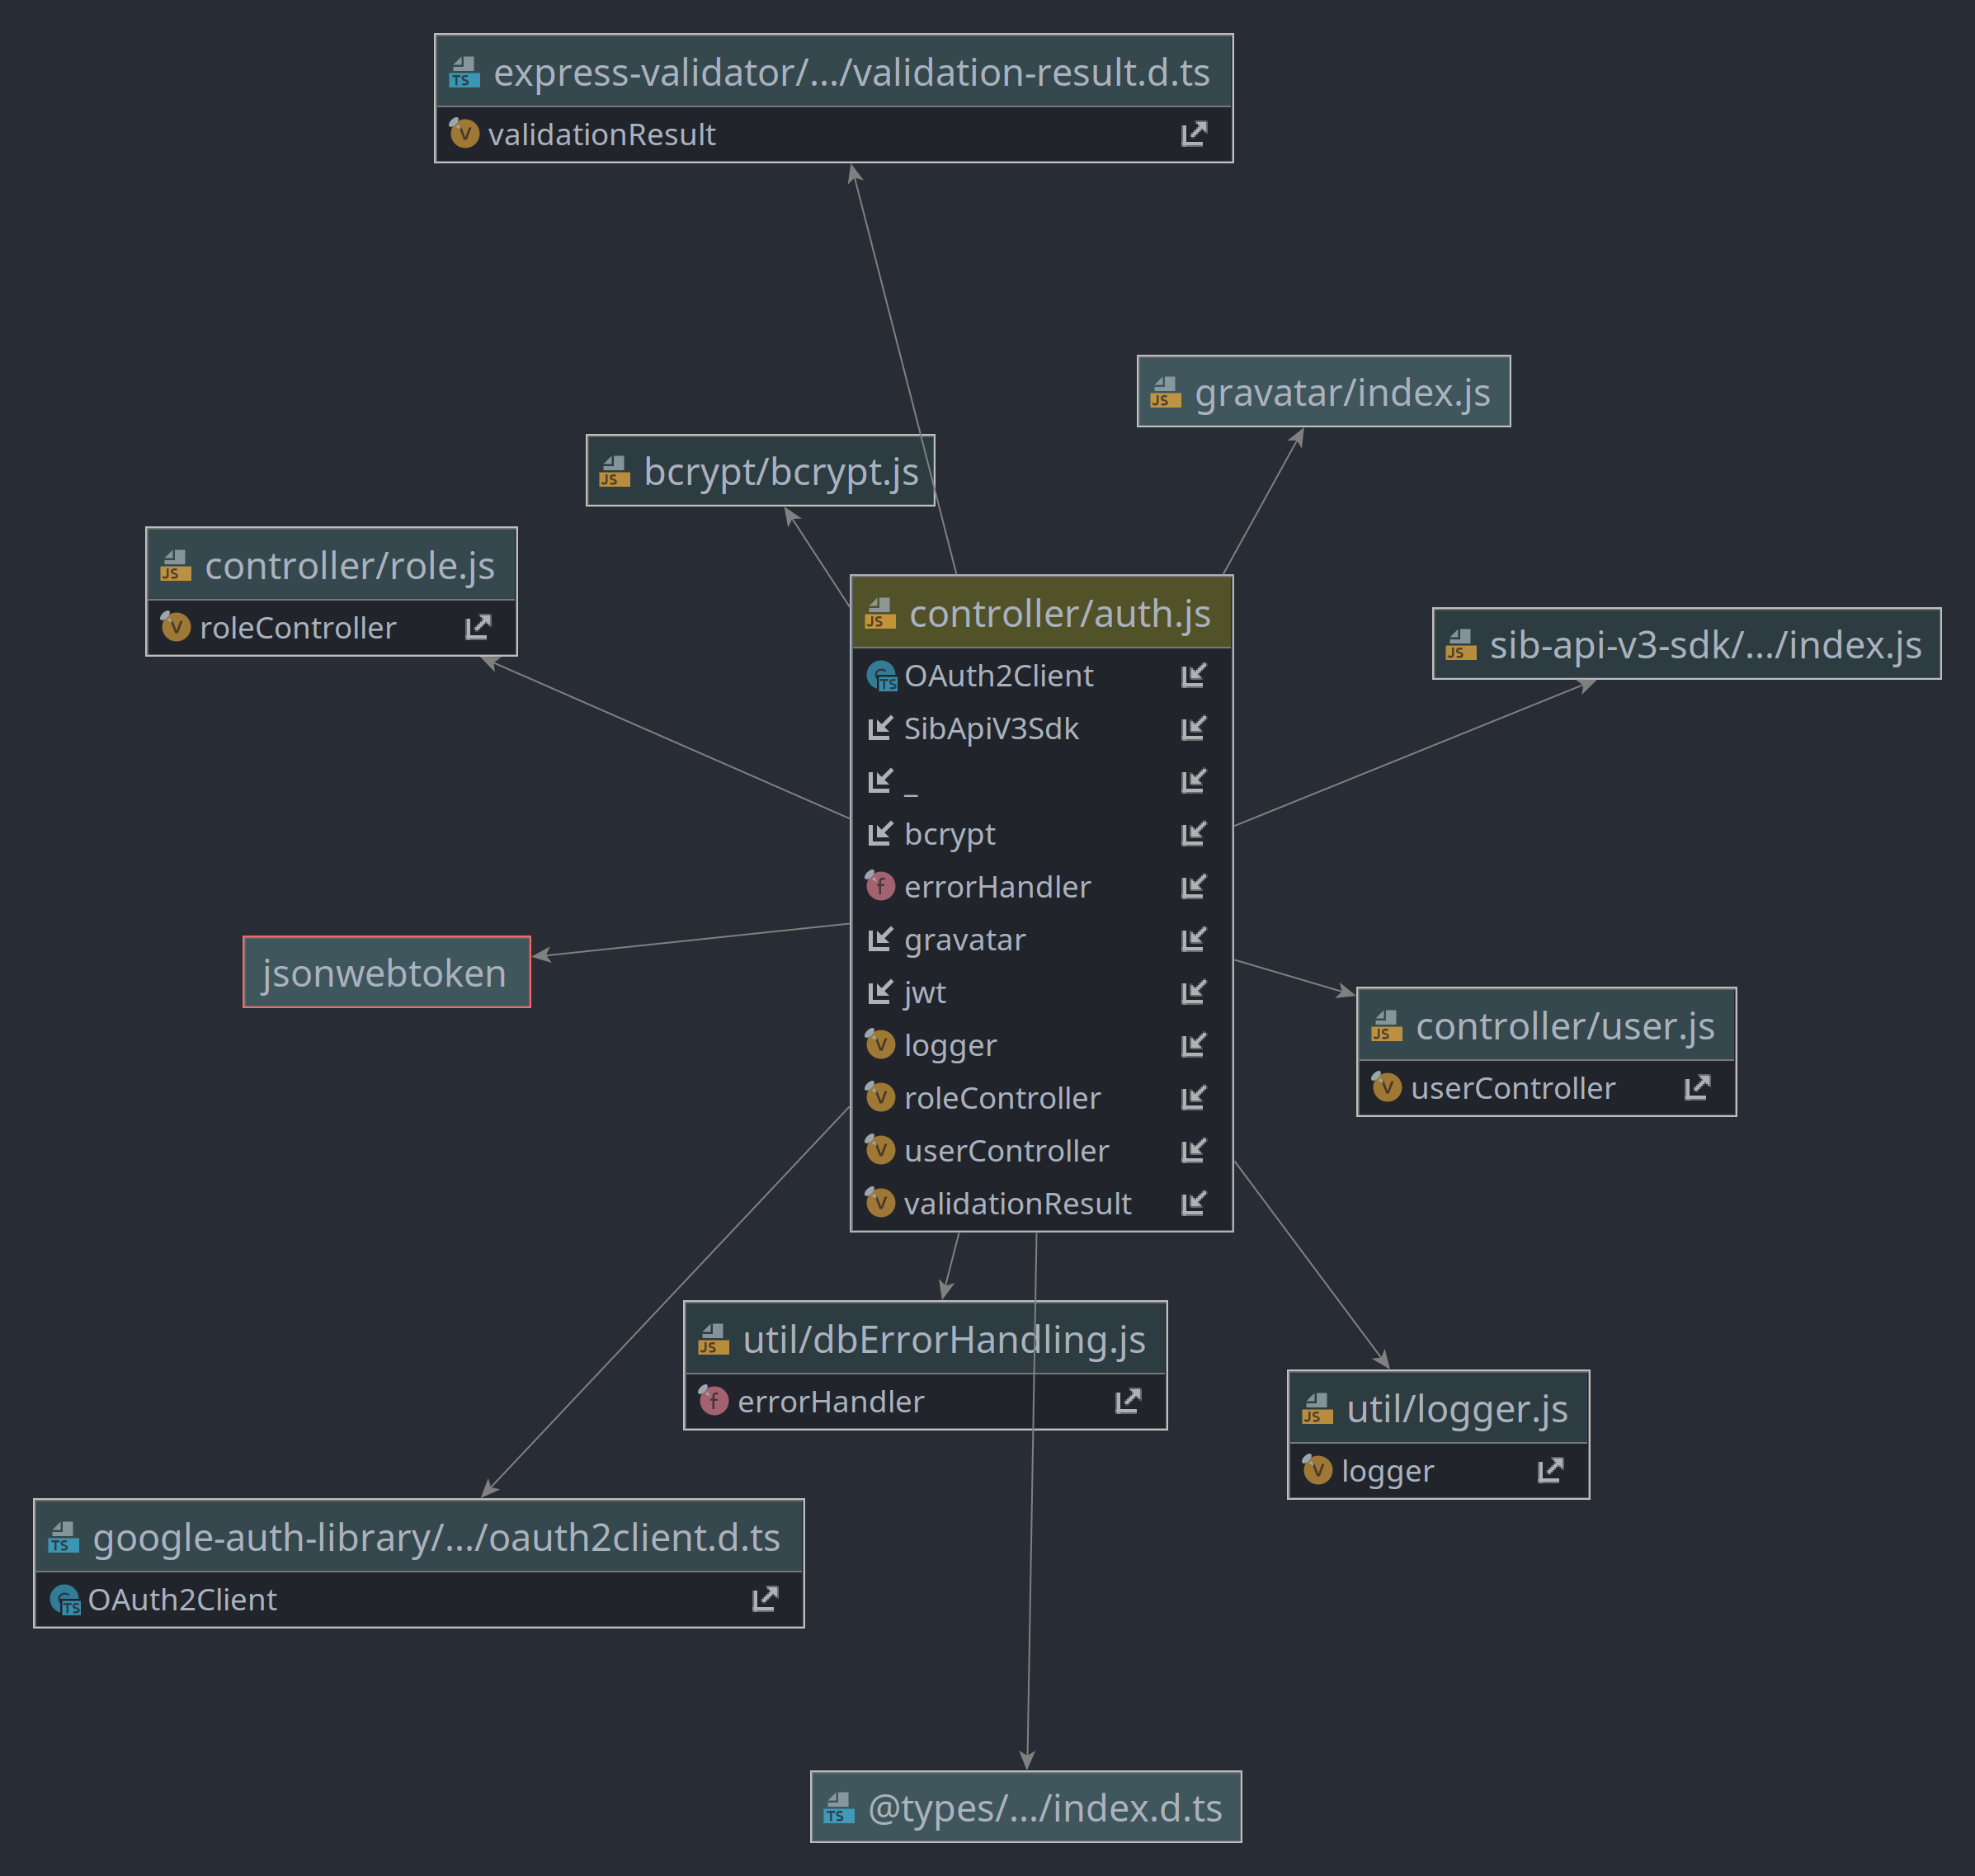 express-validator/.../validation-result.d.ts
validationResult
gravatar/index.js
bcrypt/bcrypt.js
controller/role.js
roleController
controller/auth.js
OAuth2Client
SibApiV3Sdk
_
bcrypt
errorHandler
gravatar
jwt
logger
roleController
userController
validationResult
sib-api-v3-sdk/.../index.js
jsonwebtoken
controller/user.js
userController
util/dbErrorHandling.js
errorHandler
util/logger.js
logger
google-auth-library/.../oauth2client.d.ts
OAuth2Client
@types/.../index.d.ts